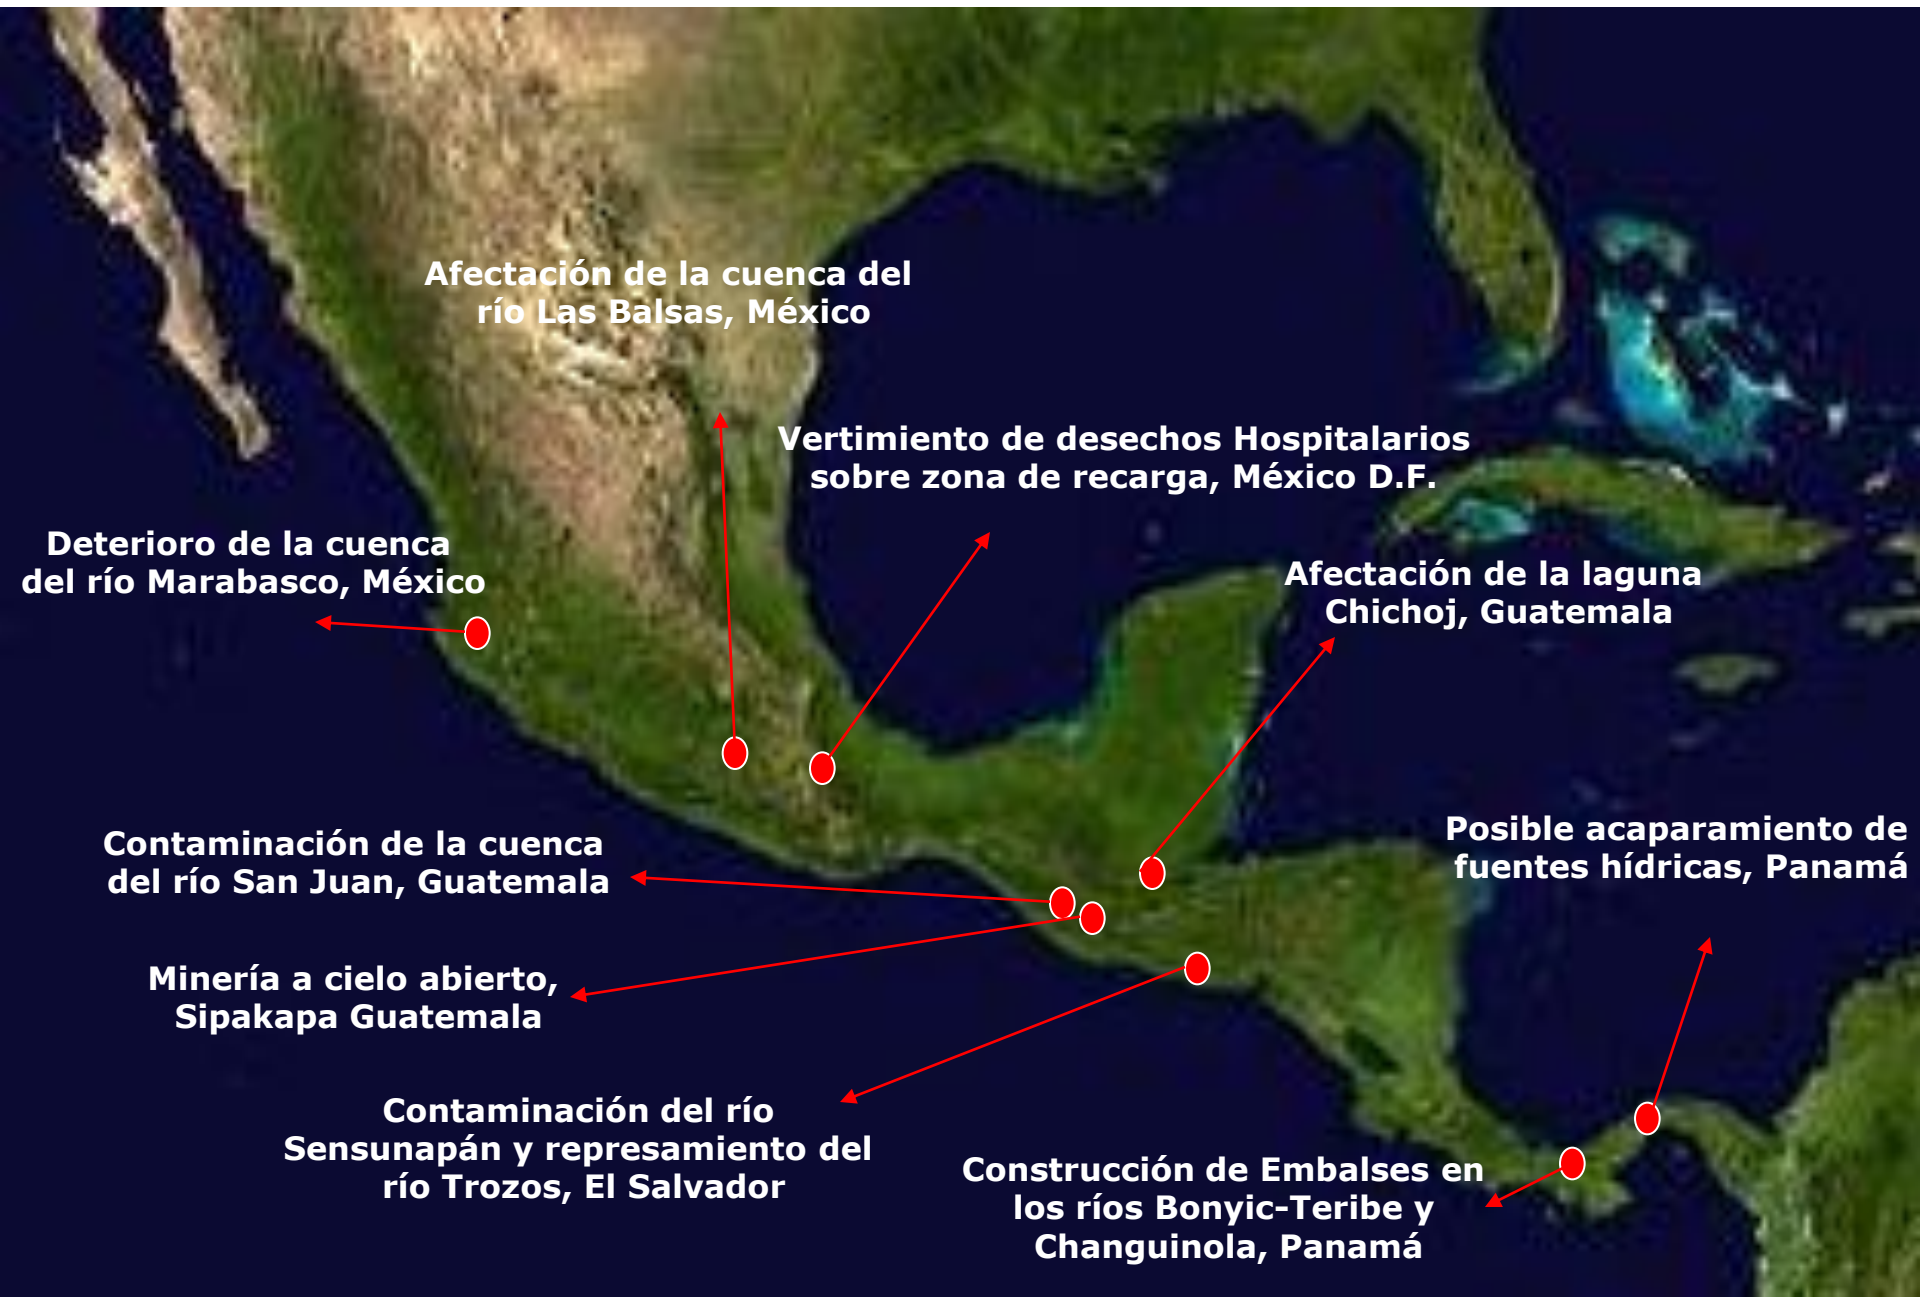 Afectación de la cuenca del
río Las Balsas, México
Vertimiento de desechos Hospitalarios
sobre zona de recarga, México D.F.
Deterioro de la cuenca
del río Marabasco, México
Afectación de la laguna
Chichoj, Guatemala
Contaminación de la cuenca
del río San Juan, Guatemala
Posible acaparamiento de
fuentes hídricas, Panamá
Minería a cielo abierto,
Sipakapa Guatemala
Contaminación del río
Sensunapán y represamiento del
río Trozos, El Salvador
Construcción de Embalses en
los ríos Bonyic-Teribe y
Changuinola, Panamá